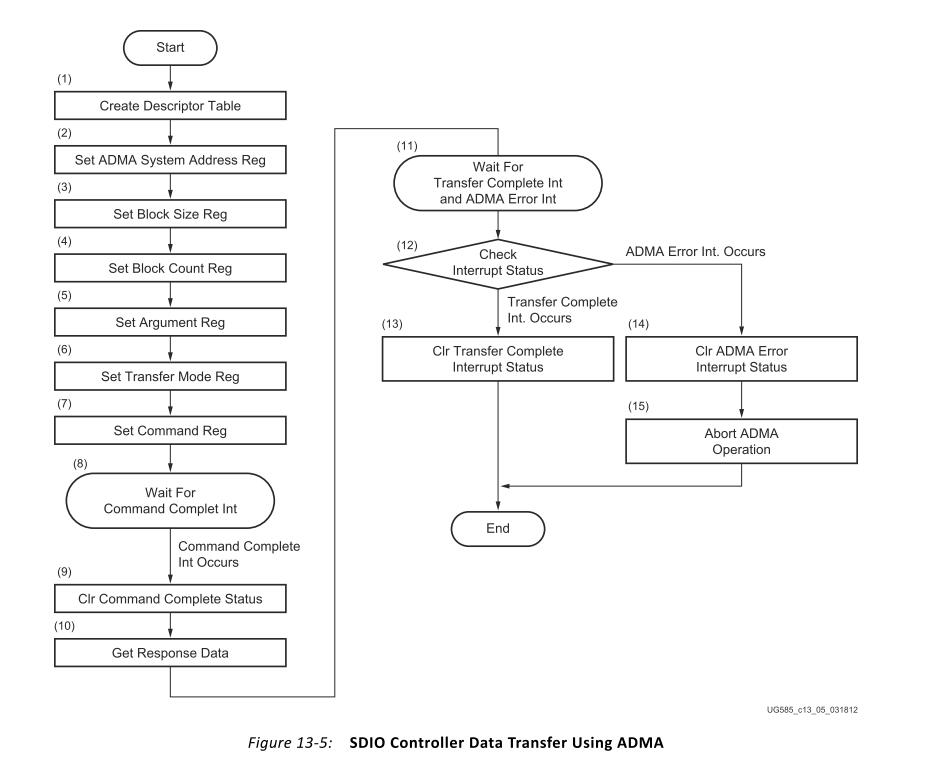 Start
(1)
Create Descriptor Table
(2)
Set ADMA System Address Reg
(3)
Set Block Size Reg
(4)
Set Block Count Reg
(5)
Set Argument Reg
(6)
Set Transfer Mode Reg
(7)
Set Command Reg
(8)
Wait For
Command Complet Int
Command Complete
Int Occurs
(9)
Clr Command Complete Status
(10)
Get Response Data
(11)
Wait For
Transfer Complete Int
and ADMA Error Int
(12)
Check
Interrupt Status
ADMA Error Int. Occurs
Transfer Complete
Int. Occurs
(13)
Clr Transfer Complete
Interrupt Status
(14)
Clr ADMA Error
Interrupt Status
(15)
Abort ADMA
Operation
End
UG585_c13_05_031812
Figure 13-5: SDIO Controller Data Transfer Using ADMA